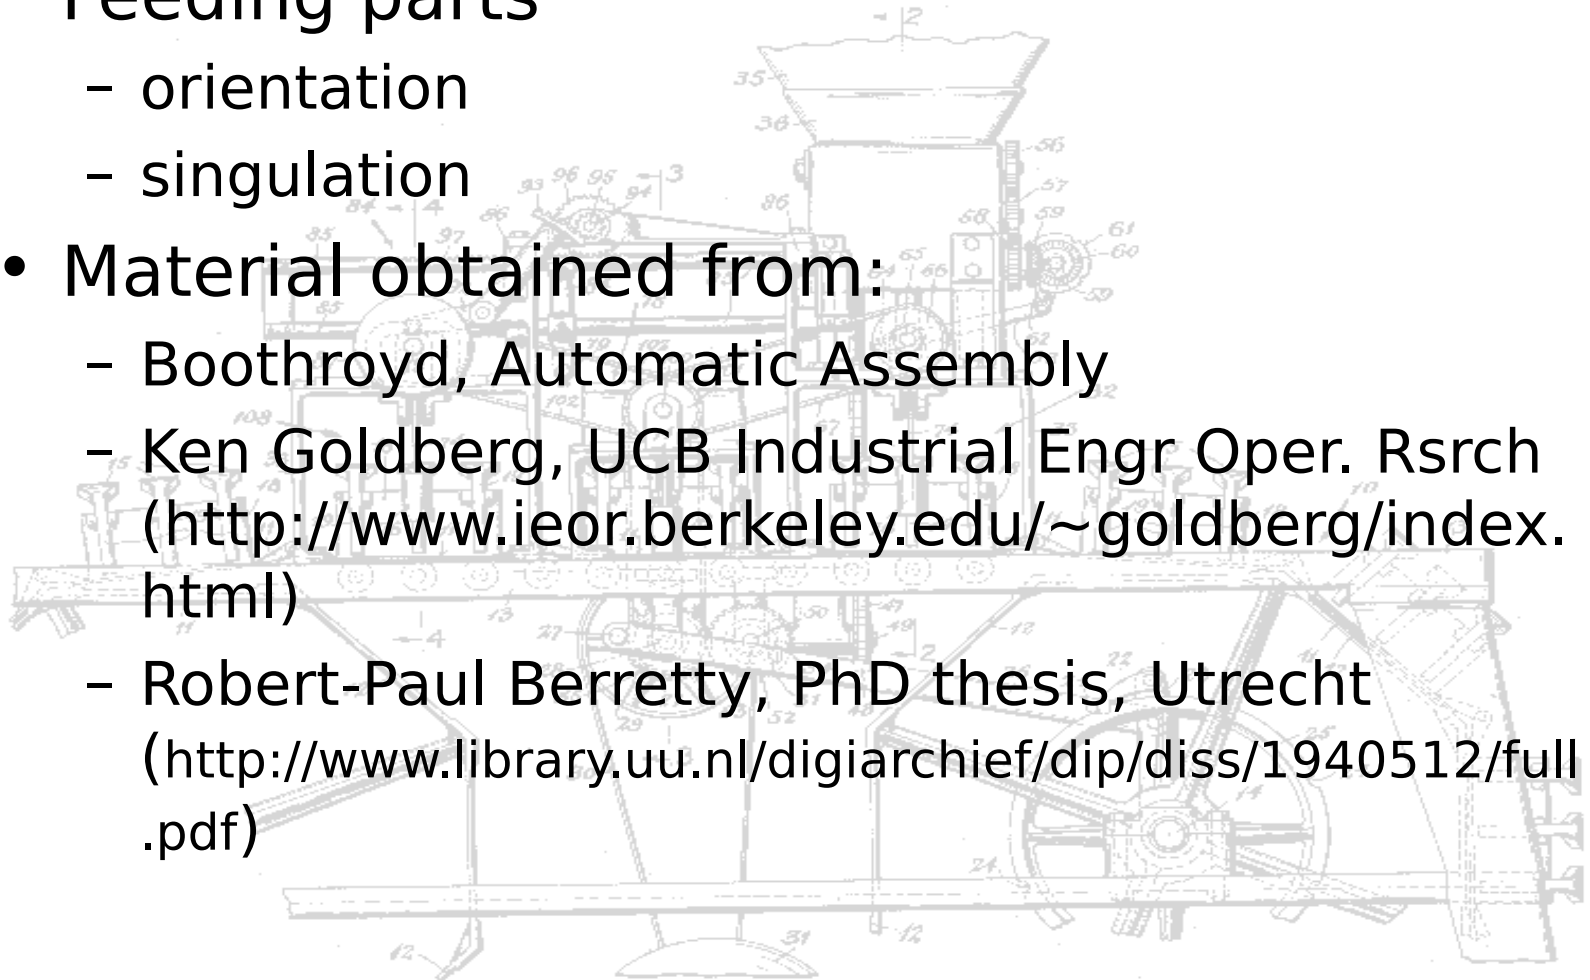 Feeding parts
– orientation
– singulation
• Material obtained from:
– Boothroyd, Automatic Assembly
– Ken Goldberg, UCB Industrial Engr Oper. Rsrch
(http://www.ieor.berkeley.edu/~goldberg/index.
html)
– Robert-Paul Berretty, PhD thesis, Utrecht
(http://www.library.uu.nl/digiarchief/dip/diss/1940512/full
.pdf)